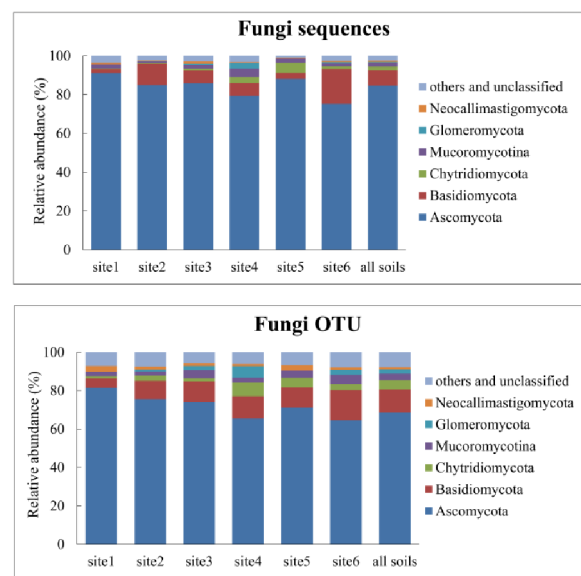 Fungi sequences
Relative abundance (%)
100
80
60
40
20
0
site1 site2 site3 site4 site5 site6 all soils
others and unclassified
Neocallimastigomycota
Glomeromycota
Mucoromycotina
Chytridiomycota
Basidiomycota
Ascomycota
Fungi OTU
Relative abundance (%)
100
80
60
40
20
0
site1 site2 site3 site4 site5 site6 all soils
others and unclassified
Neocallimastigomycota
Glomeromycota
Mucoromycotina
Chytridiomycota
Basidiomycota
Ascomycota